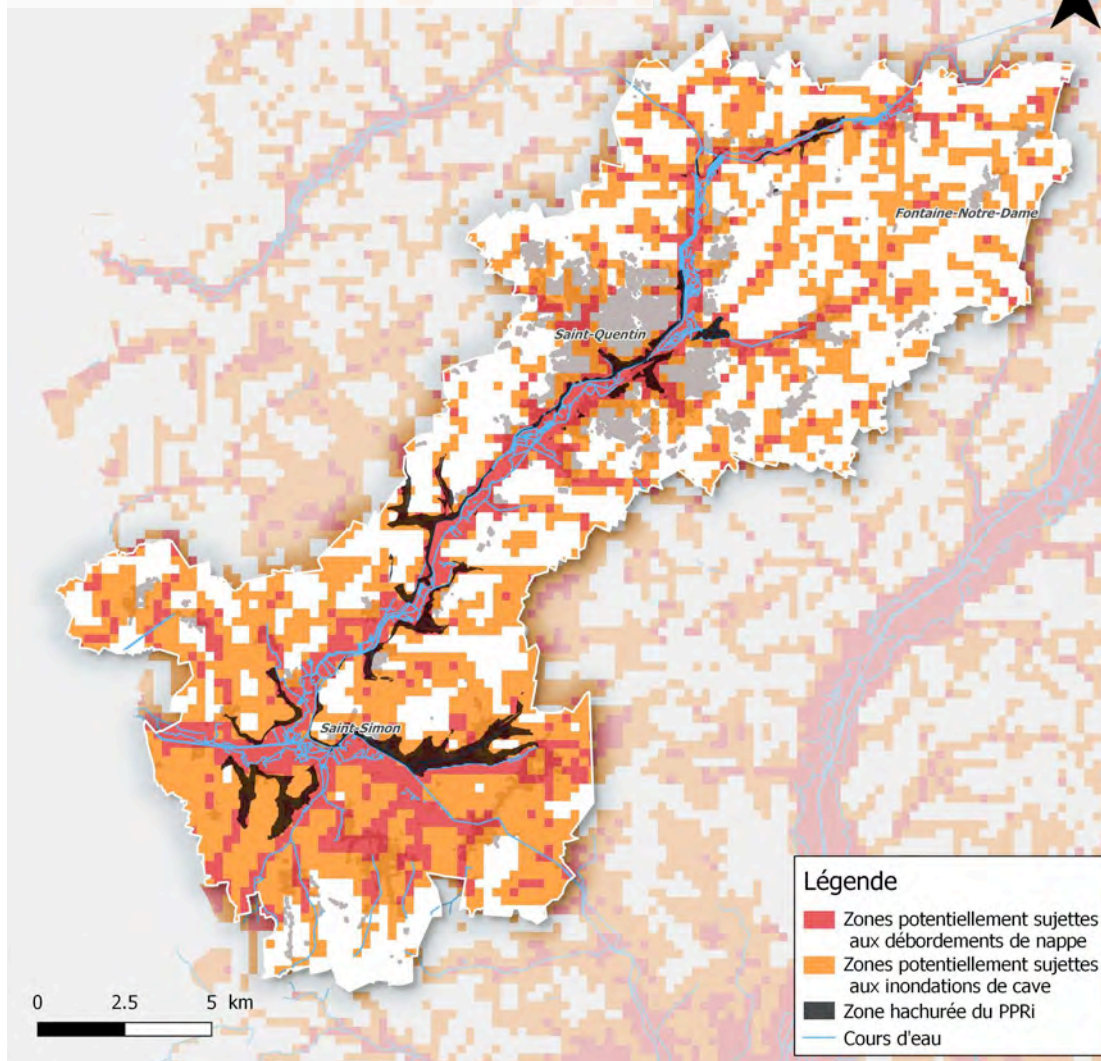 Fontaine-Notre-Dame
Saint-Quentin
Saint-Simon
Légende
Zones potentiellement sujettes
aux débordements de nappe
Zones potentiellement sujettes
aux inondations de cave
Zone hachurée du PPRi
Cours d'eau
0 2.5 5 km